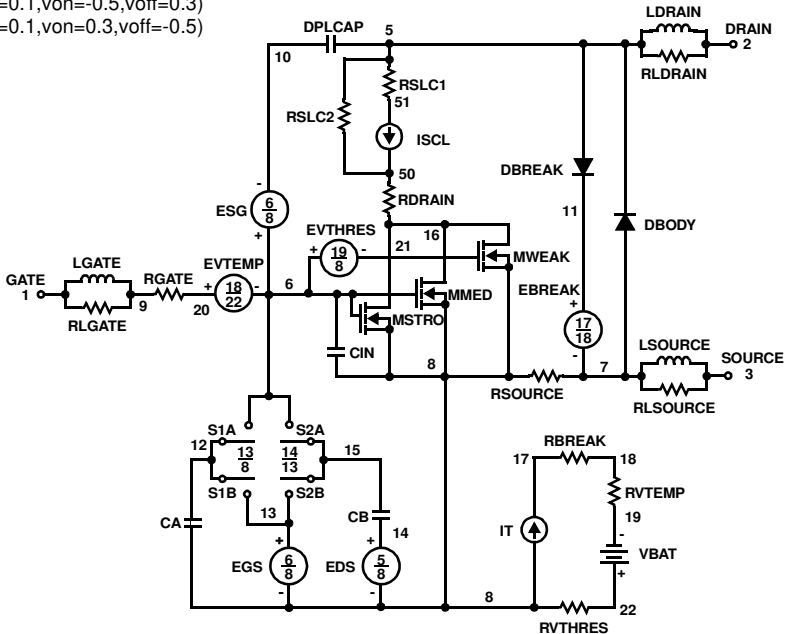 =0.1,von=-0.5,voff=0.3)
=0.1,von=0.3,voff=-0.5)
LDRAIN
DPLCAP 5 DRAIN
10 2
RLDRAIN
RSLC1
51
RSLC2
ISCL
50
DBREAK
RDRAIN
-
ESG 6 8
+
11
EVTHRES
16
+ 19 8 -
21
MWEAK
DBODY
LGATE
GATE
1
RGATE
EVTEMP
+ 18 22 -
6
9
20
RLGATE
MMED
EBREAK
+
17 18
-
MSTRO
CIN
8
LSOURCE
7
SOURCE
3
RSOURCE
RLSOURCE
S1A S2A
12
13 8
14 13
15
S1B S2B
13
CA
CB
14
+
EGS 6 8
-
+
EDS 5 8
-
RBREAK
17 18
RVTEMP
19
IT
-
VBAT
+
8
22
RVTHRES